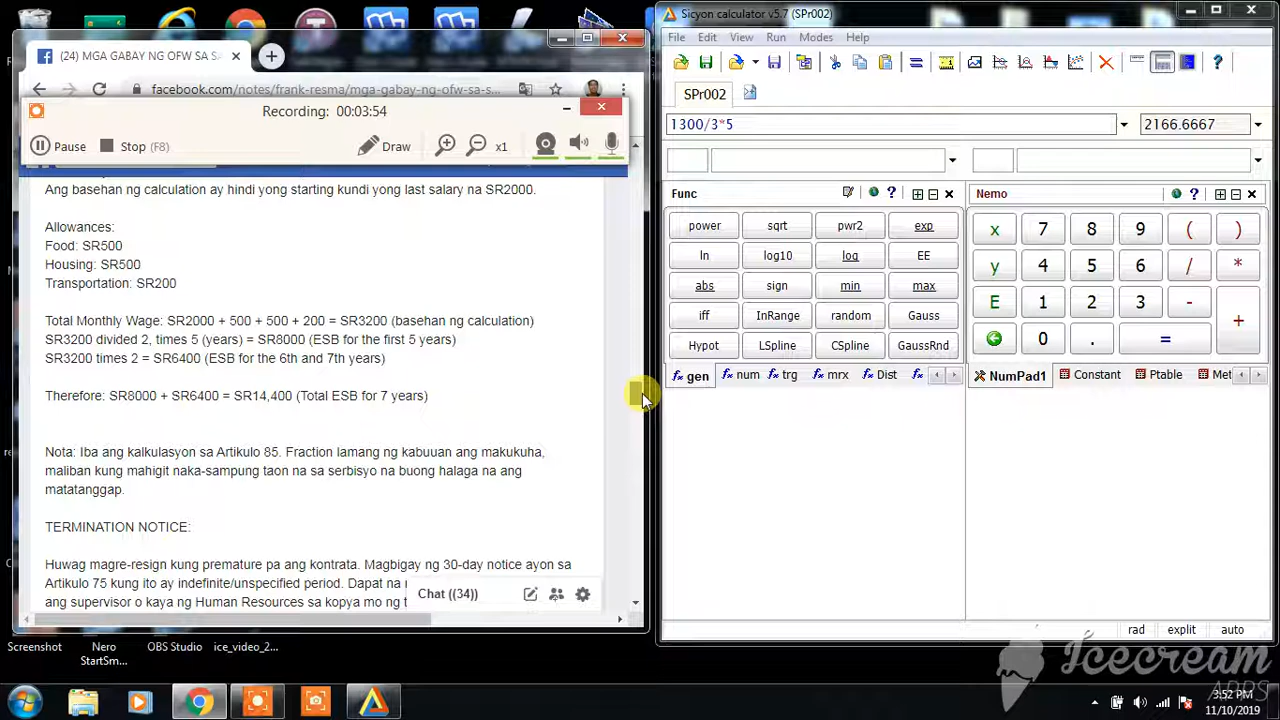 (24) MGA GABAY NG OFW SA SA
facebook.com/notes/frank-resma/mga-gabay-ng-ofw-sa-s...
Recording: 00:03:54
Pause
Stop (F8)
Draw
x1
Ang basehan ng calculation ay hindi yong starting kundi yong last salary na SR2000.
Allowances:
Food: SR500
Housing: SR500
Transportation: SR200
Total Monthly Wage: SR2000 + 500 + 500 + 200 = SR3200 (basehan ng calculation)
SR3200 divided 2, times 5 (years) = SR8000 (ESB for the first 5 years)
SR3200 times 2 = SR6400 (ESB for the 6th and 7th years)
Therefore: SR8000 + SR6400 = SR14,400 (Total ESB for 7 years)
Nota: Iba ang kalkulasyon sa Artikulo 85. Fraction lamang ng kabuuan ang makukuha,
maliban kung mahigit naka-sampung taon na sa serbisyo na buong halaga na ang
matatanggap.
TERMINATION NOTICE:
Huwag magre-resign kung premature pa ang kontrata. Magbigay ng 30-day notice ayon sa
Artikulo 75 kung ito ay indefinite/unspecified period. Dapat na
ang supervisor o kaya ng Human Resources sa kopya mo ng
Chat ((34))
Sicyon calculator v5.7 (SPr002)
File Edit View Run Modes Help
SPr002
1300/3*5
2166.6667
Func
Nemo
power sqrt pwr2 exp
ln log10 log EE
abs sign min max
iff InRange random Gauss
Hypot LSpline CSpline GaussRnd
x 7 8 9 ( )
y 4 5 6 / *
E 1 2 3 - +
0 . =
fx gen
fx num
fx trg
fx mrx
fx Dist
NumPad1
Constant
Ptable
Met
rad explit auto
Screenshot
Nero StartSm...
OBS Studio
ice_video_2...
Icecream
APPS
3:52 PM
11/10/2019